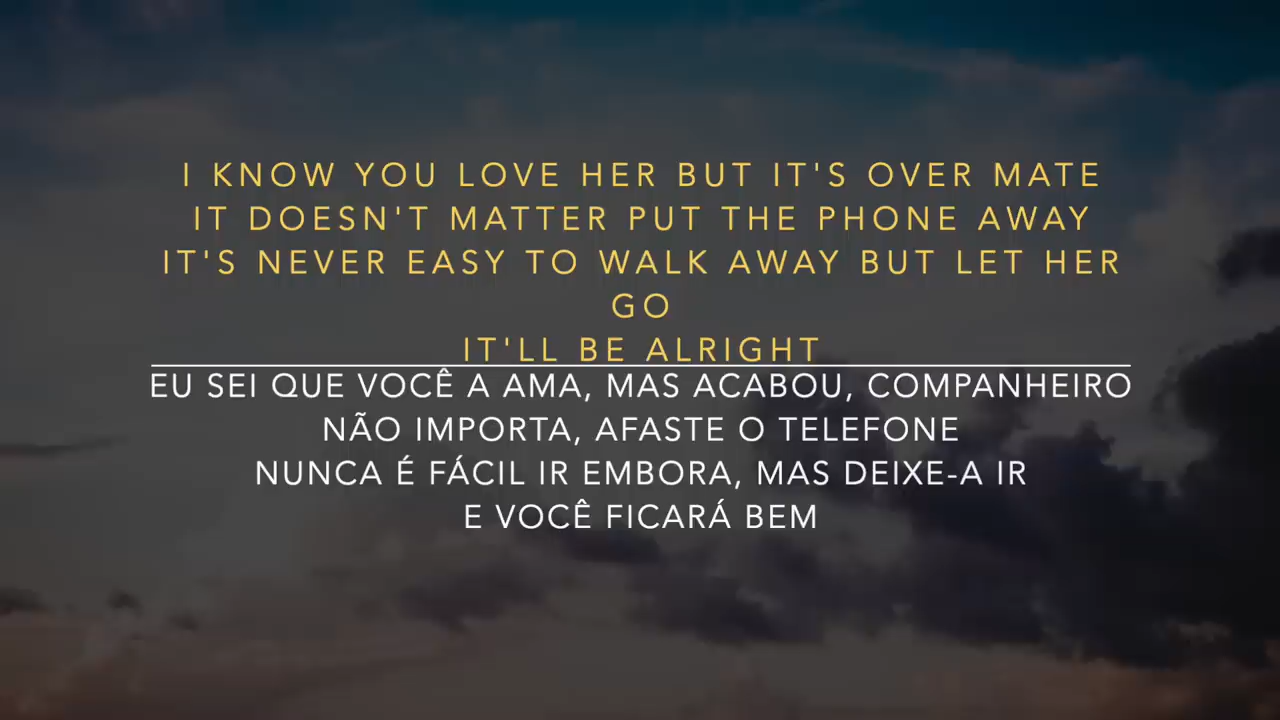 I KNOW YOU LOVE HER BUT IT'S OVER MATE
IT DOESN'T MATTER PUT THE PHONE AWAY
IT'S NEVER EASY TO WALK AWAY BUT LET HER
GO
IT'LL BE ALRIGHT
EU SEI QUE VOCÊ A AMA, MAS ACABOU, COMPANHEIRO
NÃO IMPORTA, AFASTE O TELEFONE
NUNCA É FÁCIL IR EMBORA, MAS DEIXE-A IR
E VOCÊ FICARÁ BEM